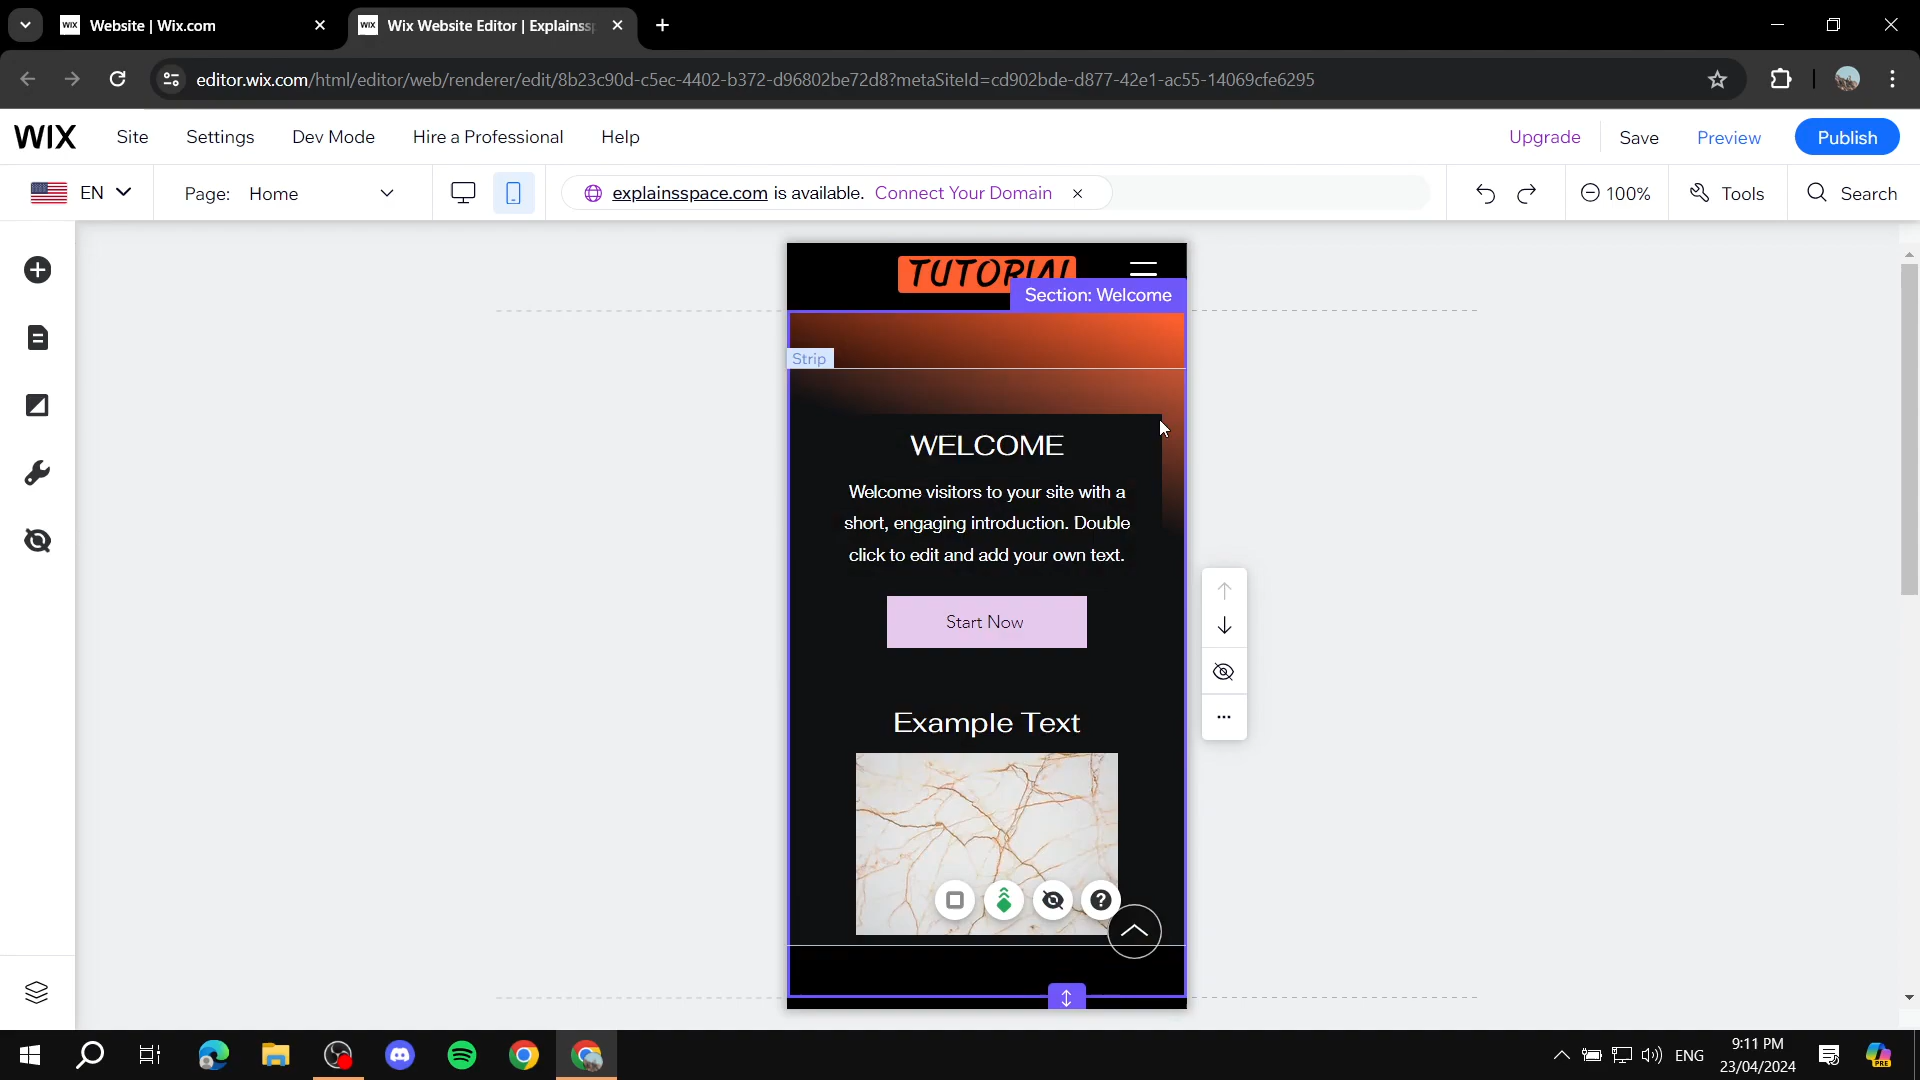 WIX Website | Wix.com
WIX Wix Website Editor | Explainss
editor.wix.com/html/editor/web/renderer/edit/8b23c90d-c5ec-4402-b372-d96802be72d8?metaSiteId=cd902bde-d877-42e1-ac55-14069cfe6295
WIX Site Settings Dev Mode Hire a Professional Help Upgrade Save Preview Publish
EN Page: Home explainsspace.com is available. Connect Your Domain 100% Tools Search
TUTORIAL
Section: Welcome
Strip
WELCOME
Welcome visitors to your site with a
short, engaging introduction. Double
click to edit and add your own text.
Start Now
Example Text
ENG
9:11 PM
23/04/2024
PRE